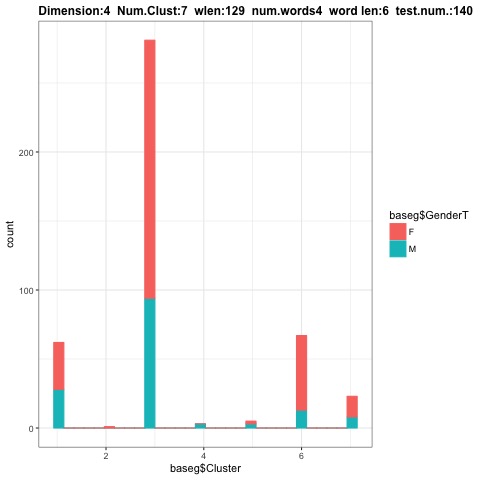 Dimension:4  Num.Clust:7  wlen:129  num.words4  word len:6  test.num.:140
200
100
0
count
2 4 6
baseg$Cluster
baseg$GenderT
F
M